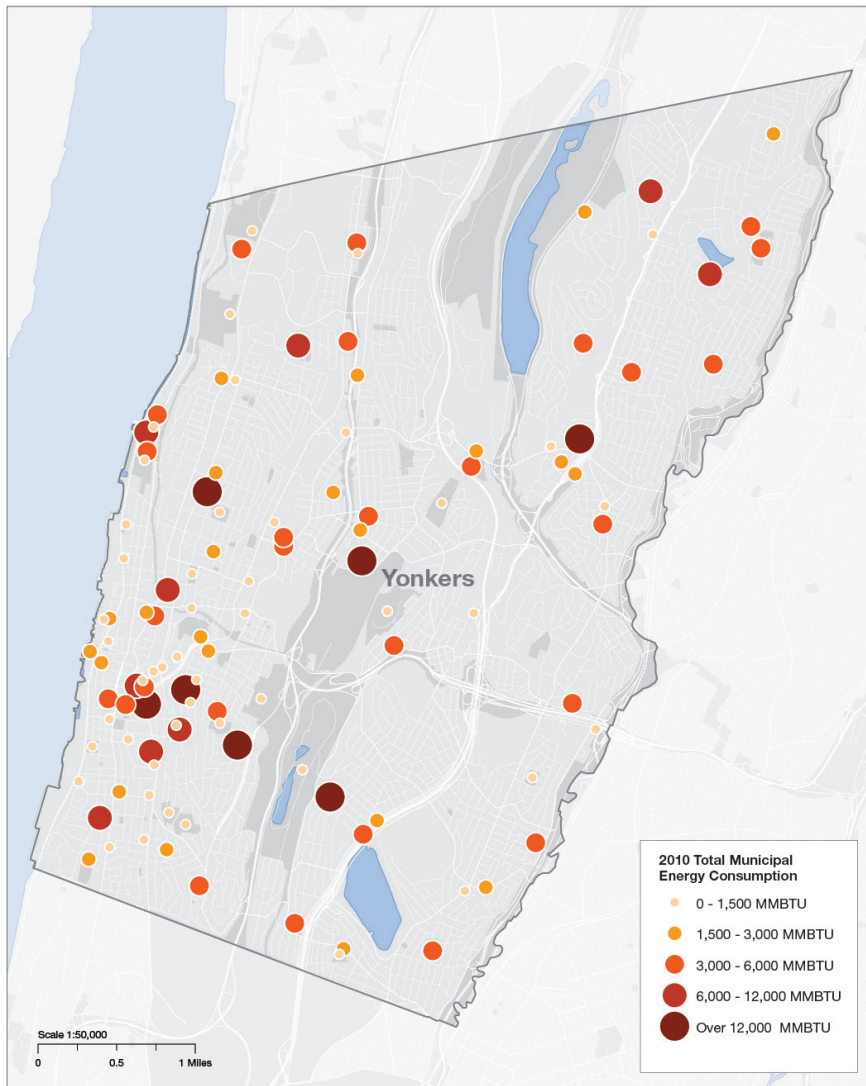 Yonkers
2010 Total Municipal
Energy Consumption
0 - 1,500 MMBTU
1,500 - 3,000 MMBTU
3,000 - 6,000 MMBTU
6,000 - 12,000 MMBTU
Over 12,000 MMBTU
Scale 1:50,000
0 0.5 1 Miles